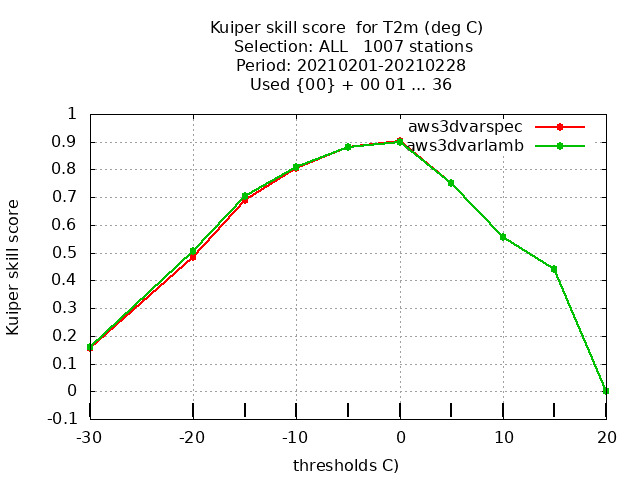 Kuiper skill score  for T2m (deg C)
Selection: ALL   1007 stations
Period: 20210201-20210228
Used {00} + 00 01 ... 36
aws3dvarspec
aws3dvarlamb
Kuiper skill score
1
0.9
0.8
0.7
0.6
0.5
0.4
0.3
0.2
0.1
0
-0.1
-30 -20 -10 0 10 20
thresholds C)